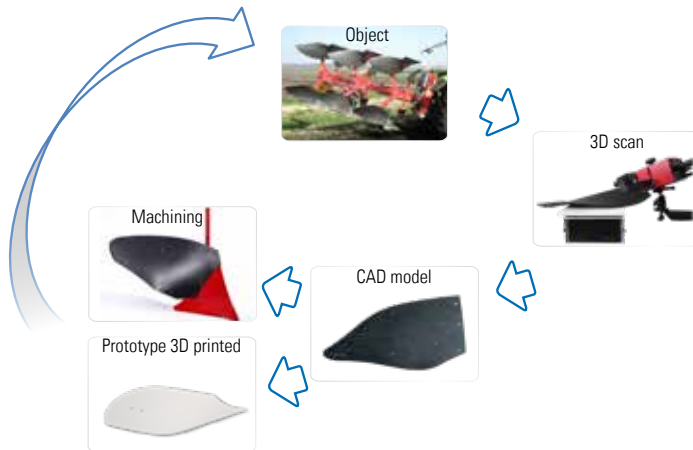 Object
3D scan
Machining
CAD model
Prototype 3D printed